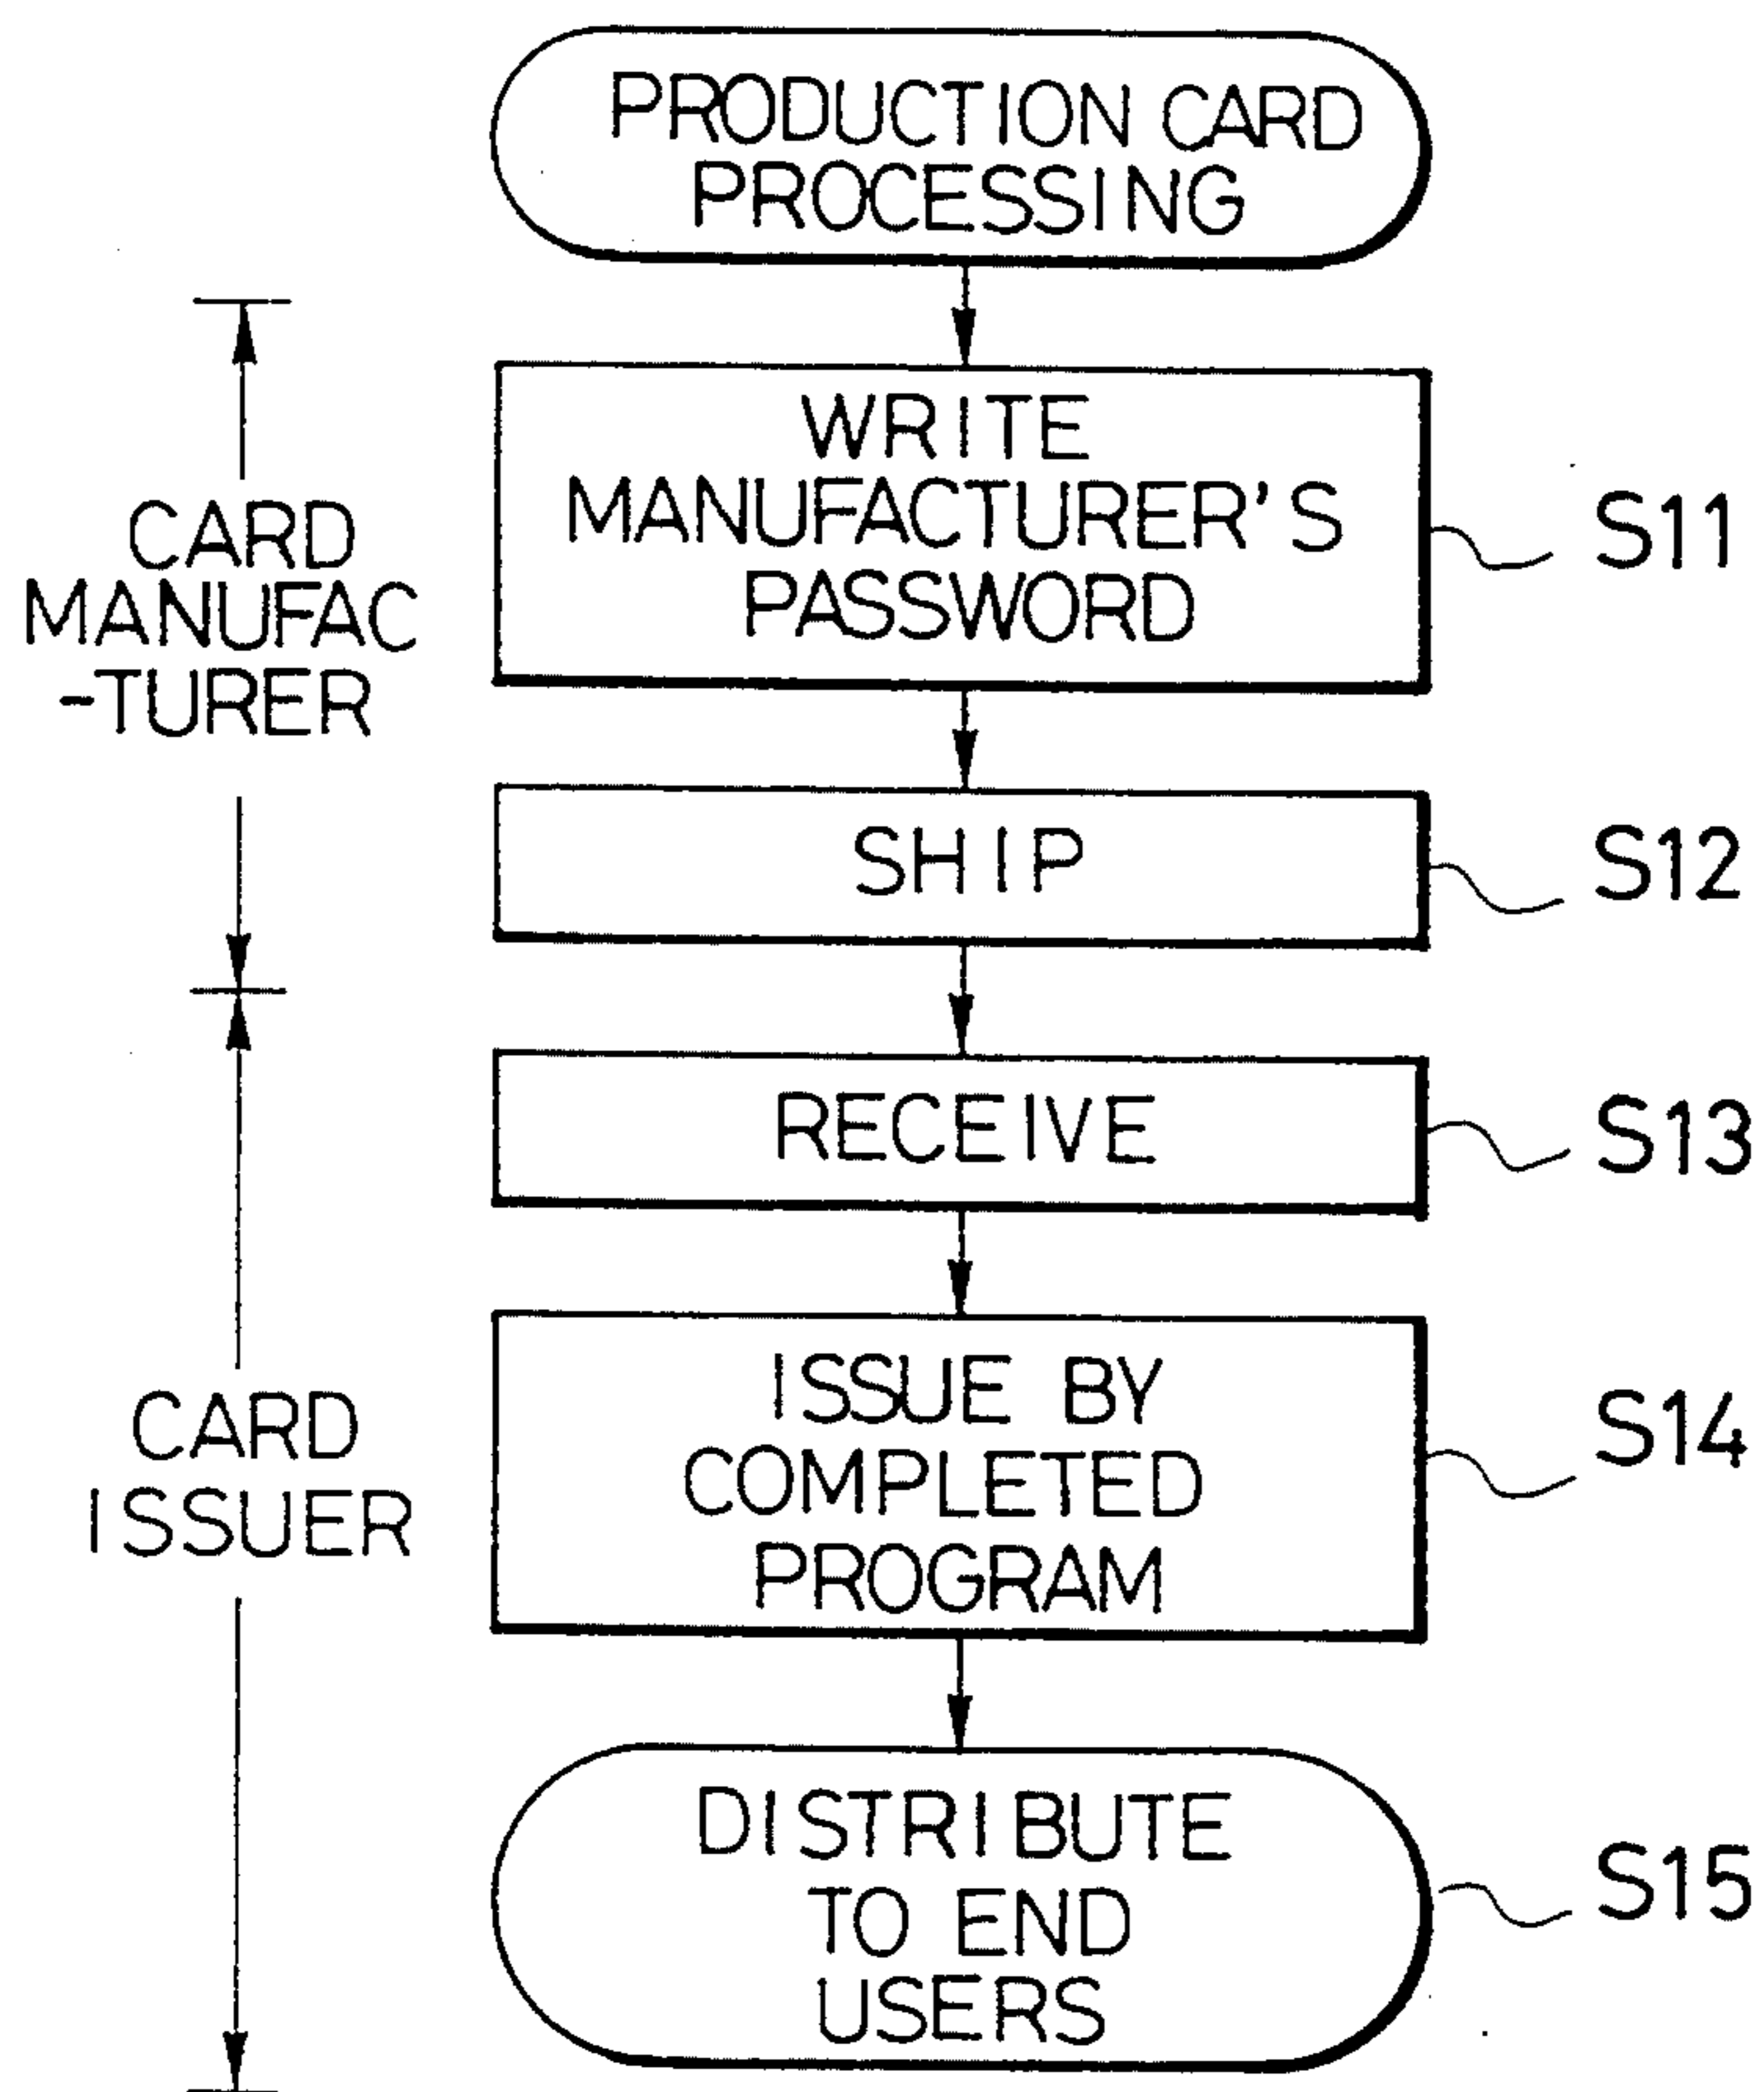 PRODUCTION CARD
PROCESSING
CARD
MANUFAC
-TURER
WRITE
MANUFACTURER'S
PASSWORD
S11
SHIP
S12
RECEIVE
S13
CARD
ISSUER
ISSUE BY
COMPLETED
PROGRAM
S14
DISTRIBUTE
TO END
USERS
S15